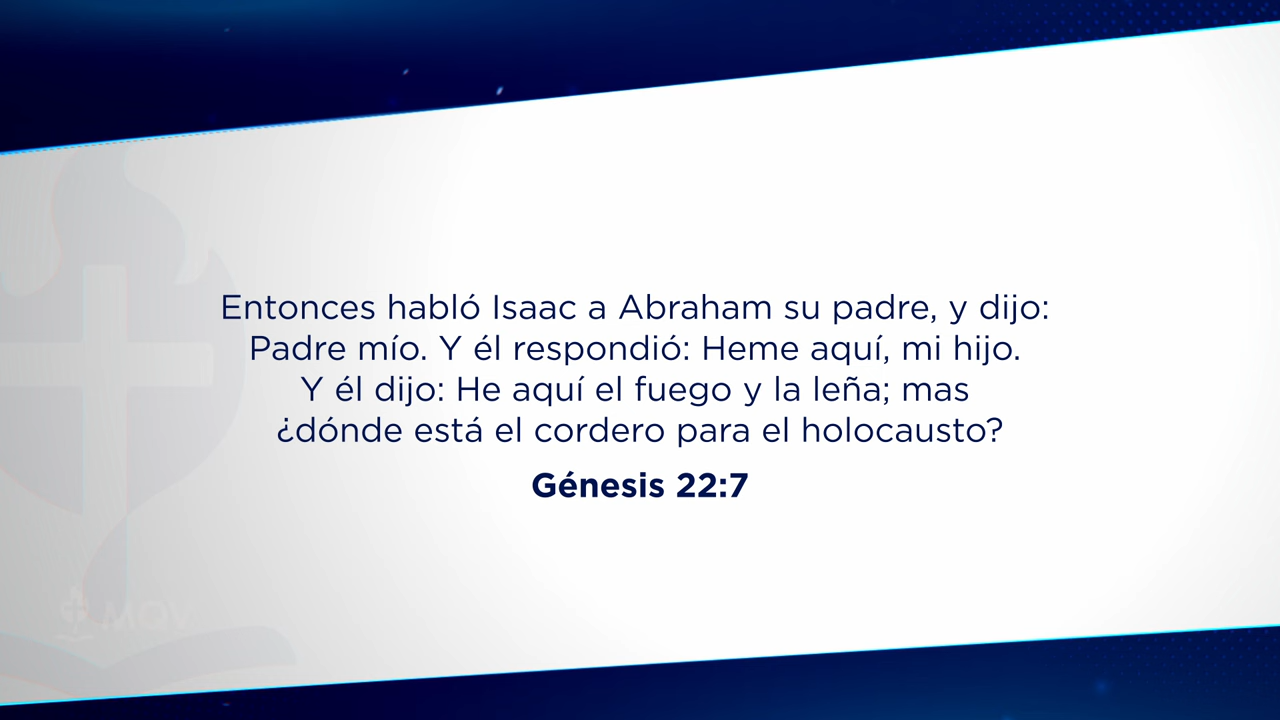 Entonces habló Isaac a Abraham su padre, y dijo:
Padre mío. Y él respondió: Heme aquí, mi hijo.
Y él dijo: He aquí el fuego y la leña; mas
¿dónde está el cordero para el holocausto?
Génesis 22:7